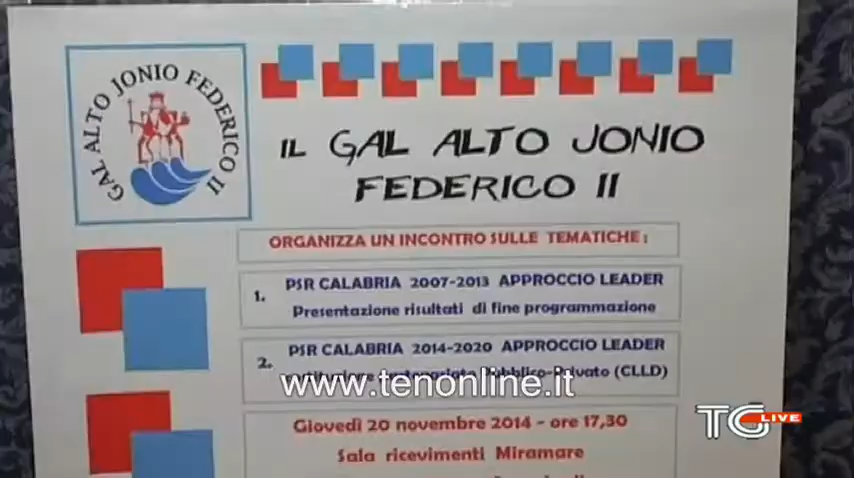 GAL ALTO JONIO FEDERICO II
IL GAL ALTO JONIO
FEDERICO II
ORGANIZZA UN INCONTRO SULLE TEMATICHE:
1. PSR CALABRIA 2007-2013 APPROCCIO LEADER
Presentazione risultati di fine programmazione
2. PSR CALABRIA 2014-2020 APPROCCIO LEADER
Pubblico-Privato (CLLD)
www.tenonline.it
Giovedì 20 novembre 2014 - ore 17,30
Sala ricevimenti Miramare
TG LIVE